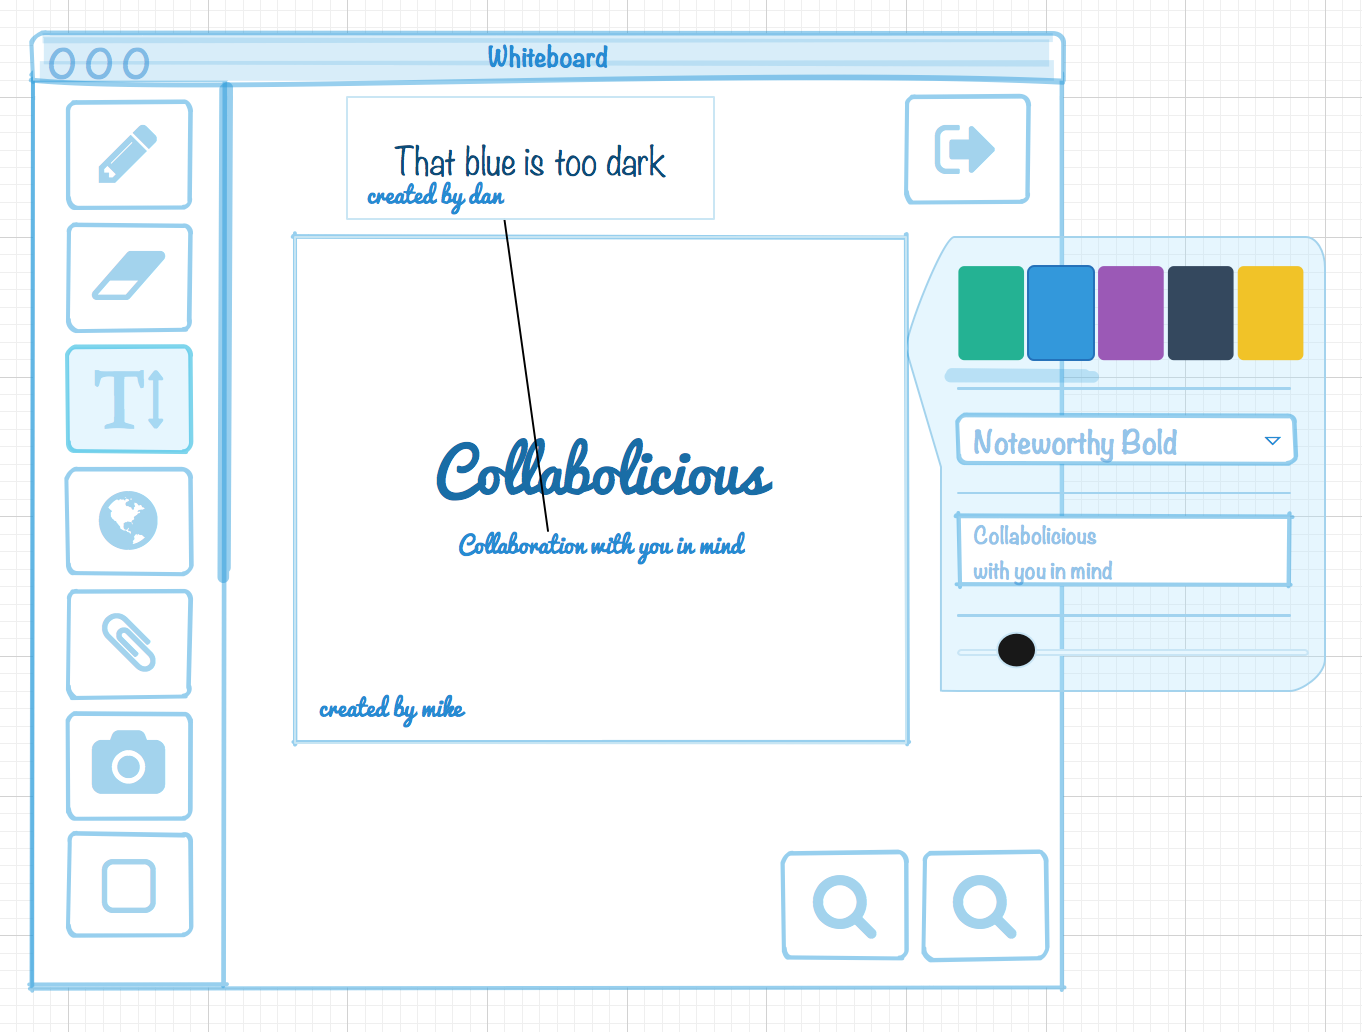 Whiteboard
That blue is too dark
created by dan
Collabolicious
Collaboration with you in mind
created by mike
T
Noteworthy Bold
Collabolicious
with you in mind